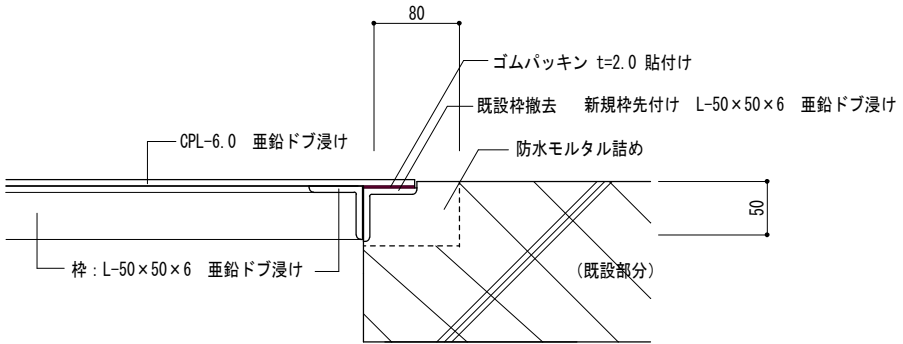 80
ゴムパッキン t=2.0 貼付け
既設枠撤去　新規枠先付け　L-50×50×6　亜鉛ドブ浸け
CPL-6.0　亜鉛ドブ浸け
防水モルタル詰め
50
枠：L-50×50×6　亜鉛ドブ浸け
(既設部分)